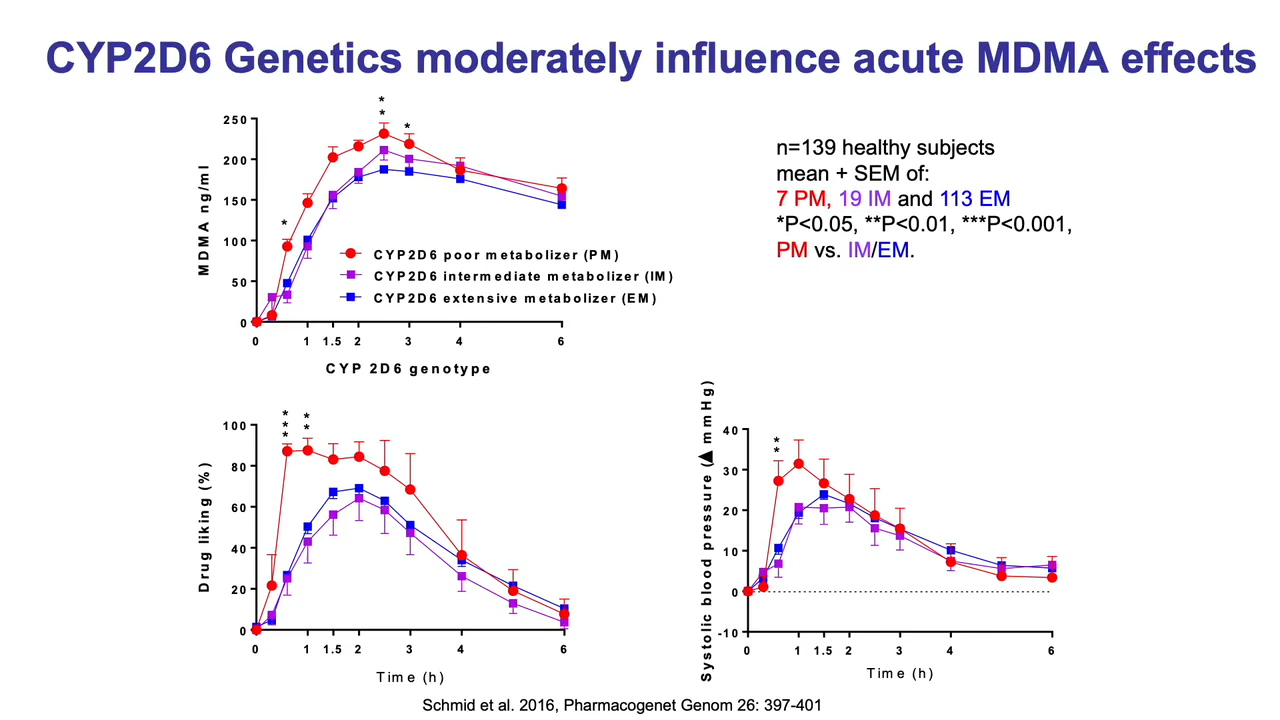 CYP2D6 Genetics moderately influence acute MDMA effects
250
200
150
100
50
0
MDMA ng/ml
*
*
*
*
CYP2D6 poor metabolizer (PM)
CYP2D6 intermediate metabolizer (IM)
CYP2D6 extensive metabolizer (EM)
0 1 1.5 2 3 4 6
CYP 2D6 genotype
n=139 healthy subjects
mean + SEM of:
7 PM, 19 IM and 113 EM
*P<0.05, **P<0.01, ***P<0.001,
PM vs. IM/EM.
100
80
60
40
20
0
Drug liking (%)
* *
* *
*
0 1 1.5 2 3 4 6
Time (h)
40
30
20
10
0
-10
Systolic blood pressure (▲ mmHg)
*
*
0 1 1.5 2 3 4 6
Time (h)
Schmid et al. 2016, Pharmacogenet Genom 26: 397-401